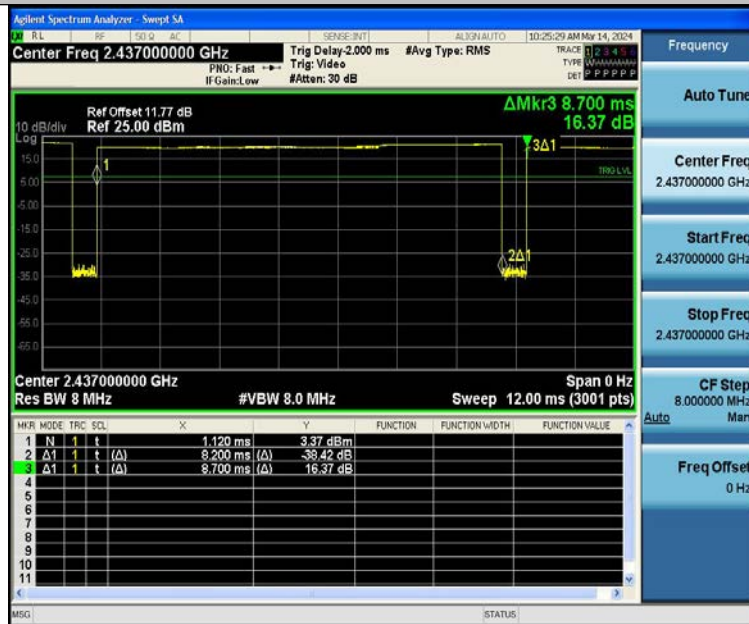 Agilent Spectrum Analyzer - Swept SA
RL RF 50 Ω AC SENSE:INT ALIGN AUTO 10:25:29 AM Mar 14, 2024
Center Freq 2.437000000 GHz
PNO: Fast
IFGain:Low
Trig Delay-2.000 ms
Trig: Video
#Atten: 30 dB
#Avg Type: RMS
TRACE 1 2 3 4 5 6
TYPE
DET P P P P P P
Ref Offset 11.77 dB
10 dB/div Ref 25.00 dBm
Log
ΔMkr3 8.700 ms
16.37 dB
15.0
5.00
-5.00
-15.0
-25.0
-35.0
-45.0
-55.0
-65.0
1
3Δ1
TRIG LVL
2Δ1
Center 2.437000000 GHz Span 0 Hz
Res BW 8 MHz #VBW 8.0 MHz Sweep 12.00 ms (3001 pts)
MKR MODE TRC SCL X Y FUNCTION FUNCTION WIDTH FUNCTION VALUE
1 N 1 t 1.120 ms 3.37 dBm
2 Δ1 1 t (Δ) 8.200 ms (Δ) -38.42 dB
3 Δ1 1 t (Δ) 8.700 ms (Δ) 16.37 dB
4
5
6
7
8
9
10
11
MSG STATUS
Frequency
Auto Tune
Center Freq
2.437000000 GHz
Start Freq
2.437000000 GHz
Stop Freq
2.437000000 GHz
CF Step
8.000000 MHz
Auto Man
Freq Offset
0 Hz